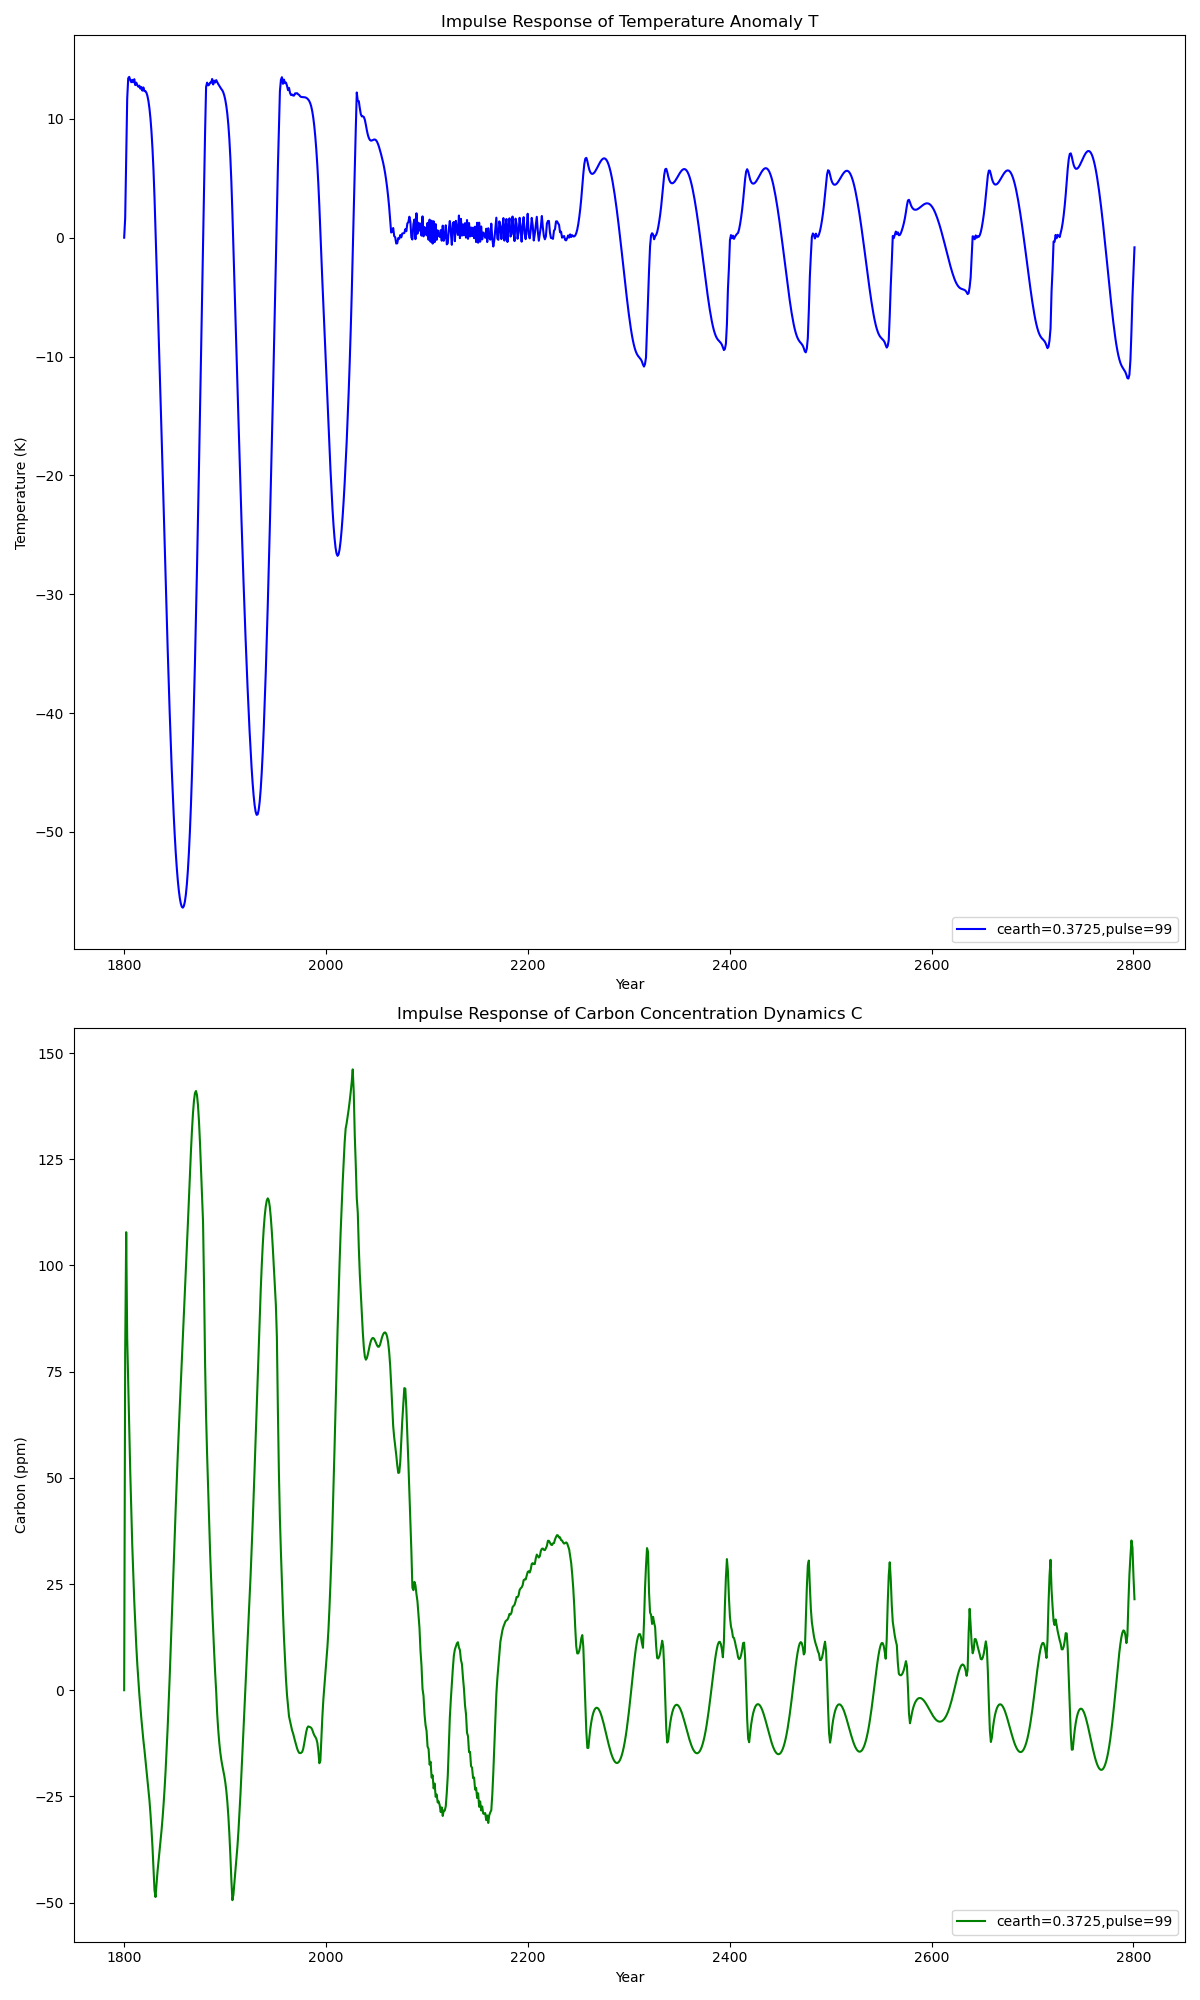 Impulse Response of Temperature Anomaly T
Temperature (K)
10
0
−10
−20
−30
−40
−50
cearth=0.3725,pulse=99
1800 2000 2200 2400 2600 2800
Year
Impulse Response of Carbon Concentration Dynamics C
Carbon (ppm)
150
125
100
75
50
25
0
−25
−50
cearth=0.3725,pulse=99
1800 2000 2200 2400 2600 2800
Year